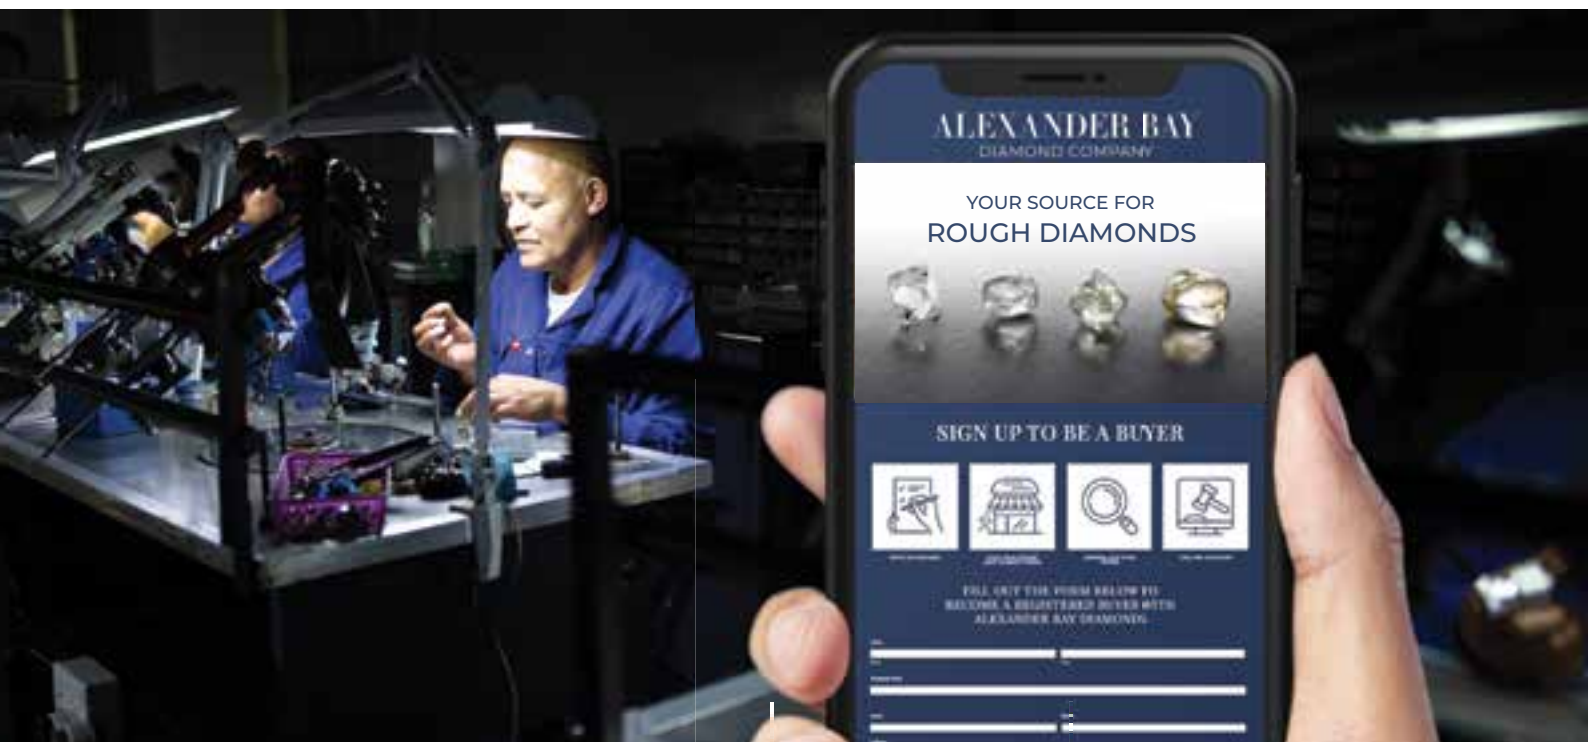 ALEXANDER BAY
DIAMOND COMPANY
YOUR SOURCE FOR
ROUGH DIAMONDS
SIGN UP TO BE A BUYER
FILL OUT THE FORM BELOW TO
BECOME A REGISTERED BUYER WITH
ALEXANDER BAY DIAMONDS